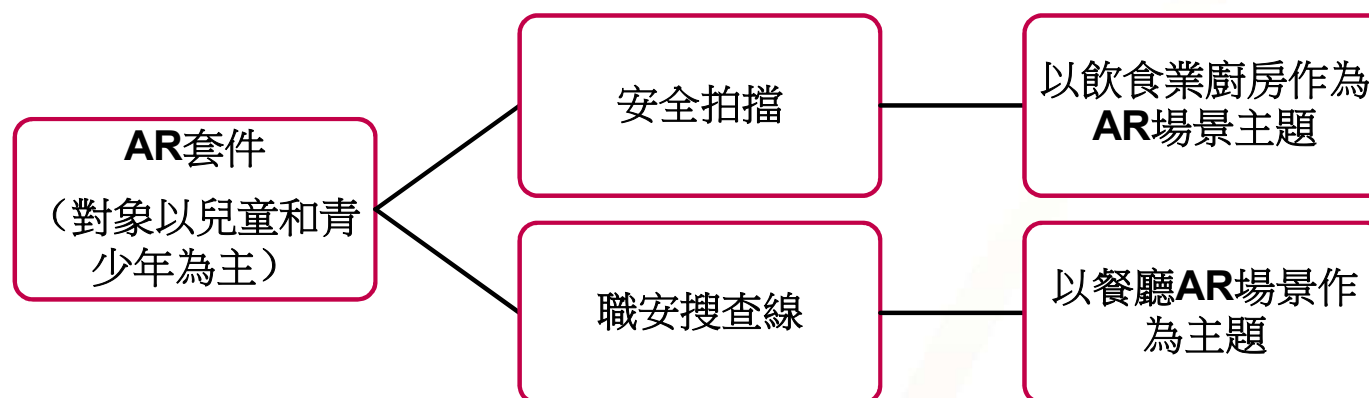 AR套件
（對象以兒童和青
少年為主）
安全拍擋
以飲食業廚房作為
AR場景主題
職安搜查線
以餐廳AR場景作
為主題